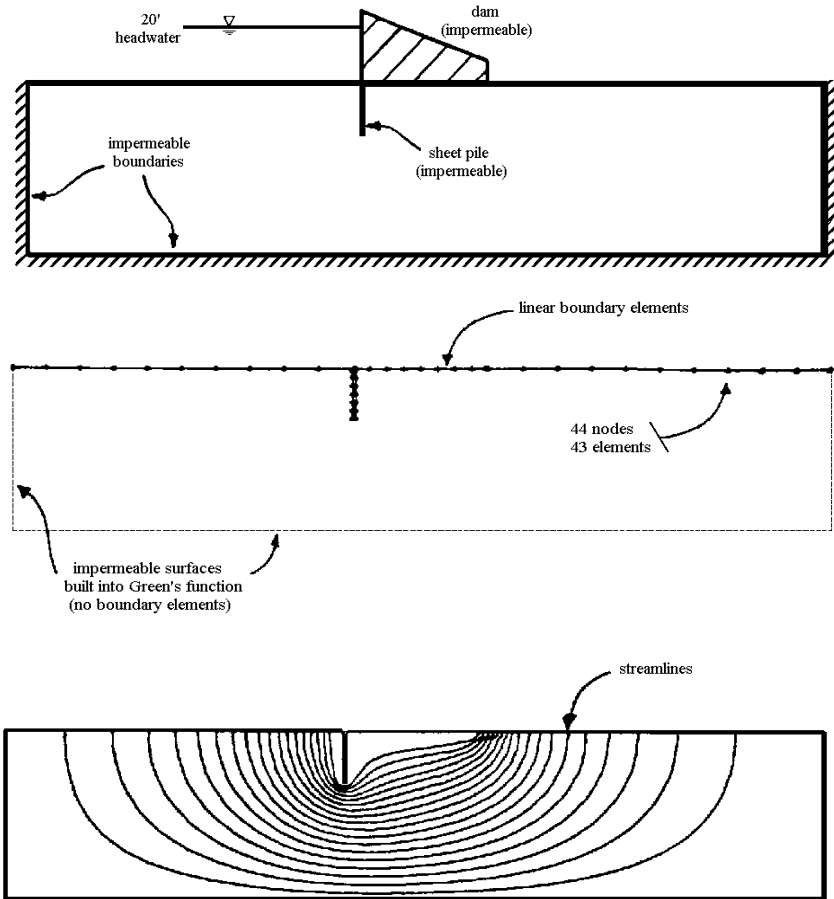 20'
headwater
dam
(impermeable)
impermeable
boundaries
sheet pile
(impermeable)
linear boundary elements
44 nodes
43 elements
impermeable surfaces
built into Green's function
(no boundary elements)
streamlines